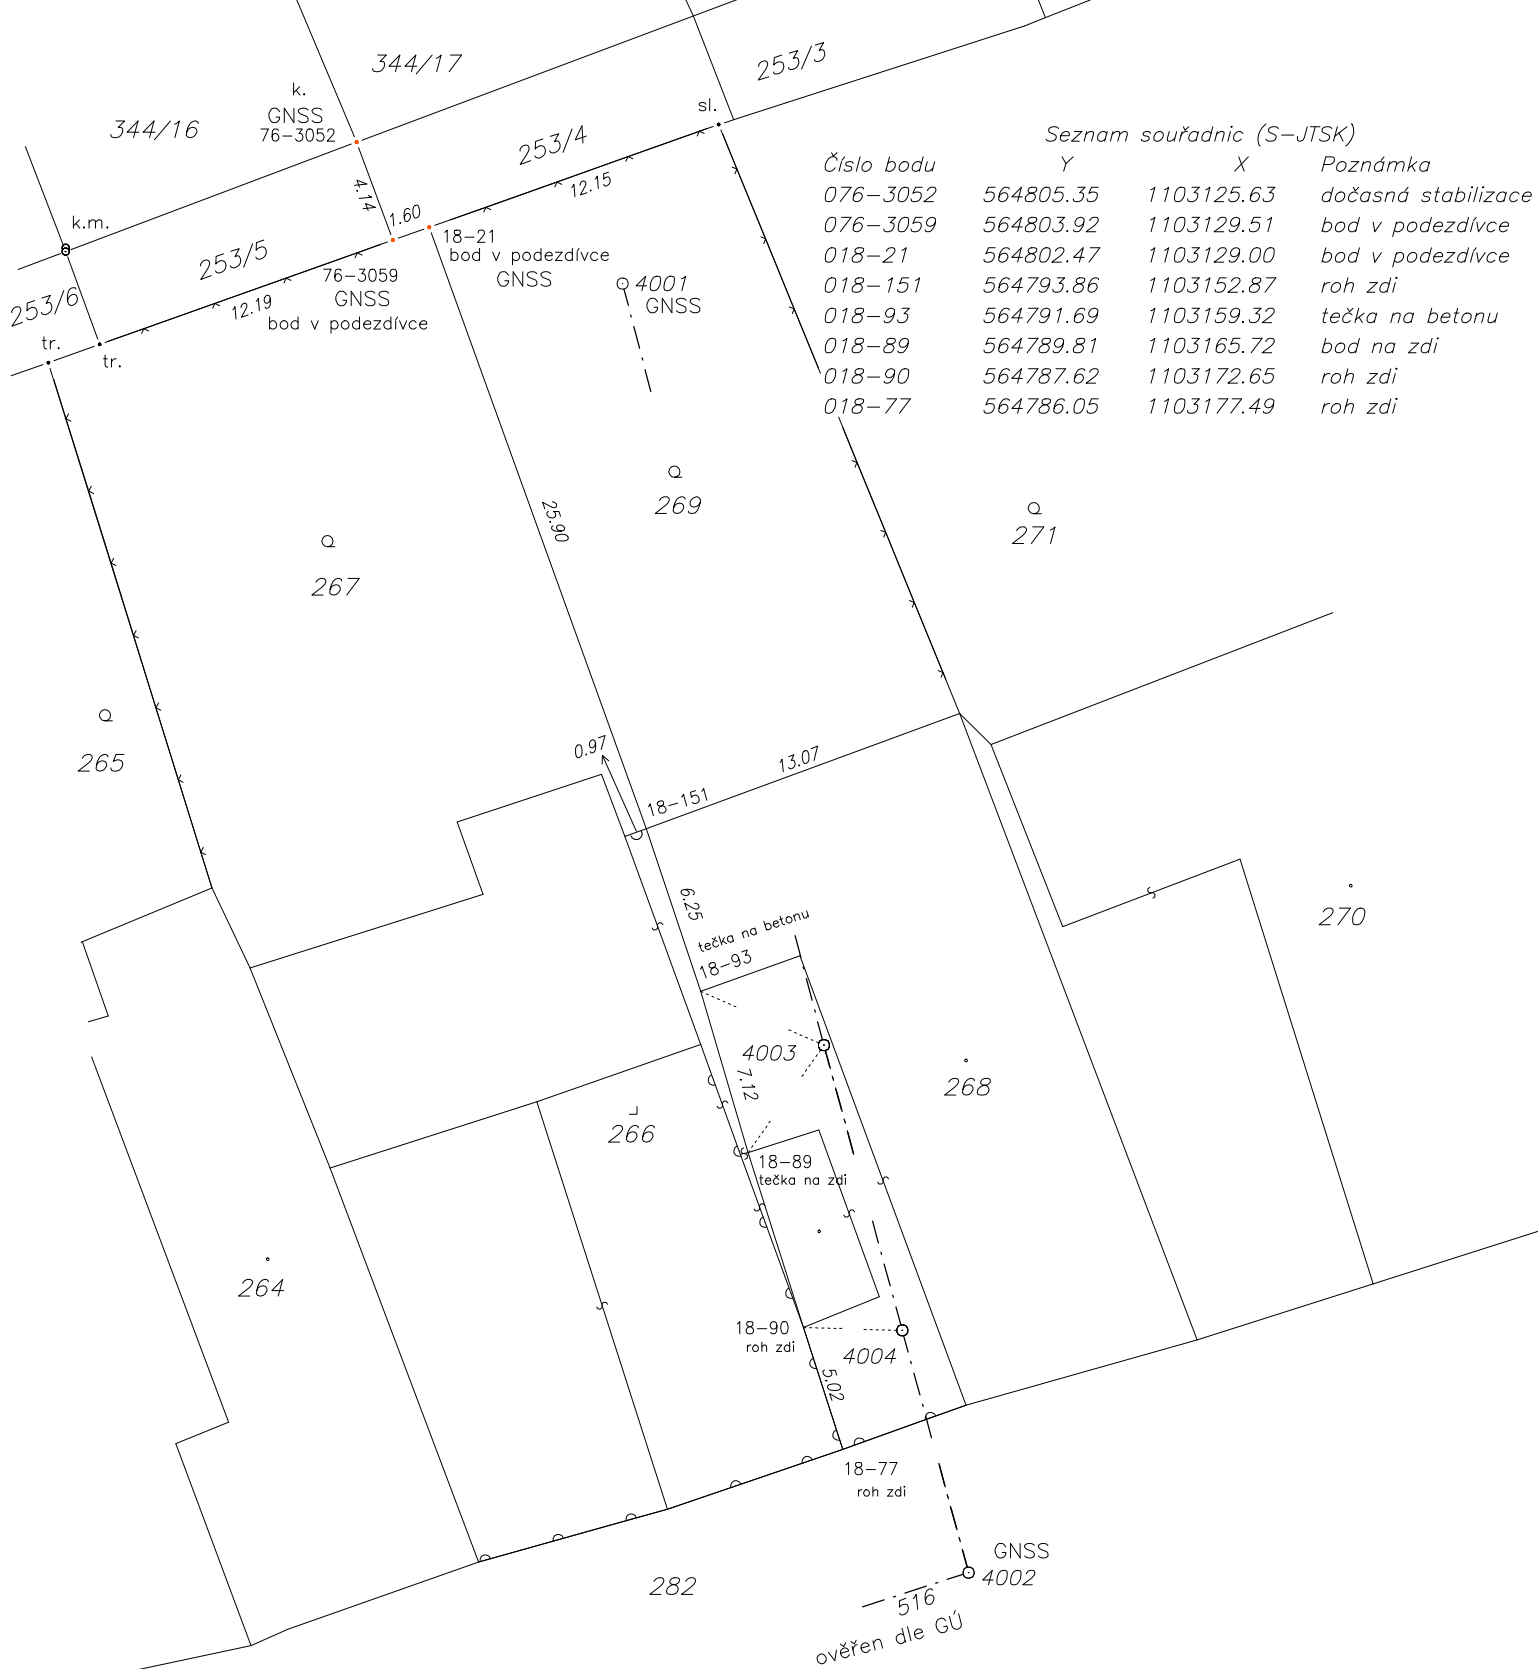 344/17
253/3
k.
GNSS
76-3052
344/16
sl.
253/4
Seznam souřadnic (S-JTSK)
Číslo bodu Y X Poznámka
076-3052 564805.35 1103125.63 dočasná stabilizace
076-3059 564803.92 1103129.51 bod v podezdívce
018-21 564802.47 1103129.00 bod v podezdívce
018-151 564793.86 1103152.87 roh zdi
018-93 564791.69 1103159.32 tečka na betonu
018-89 564789.81 1103165.72 bod na zdi
018-90 564787.62 1103172.65 roh zdi
018-77 564786.05 1103177.49 roh zdi
4.14
12.15
1.60
k.m.
18-21
bod v podezdívce
GNSS
253/5
76-3059
GNSS
bod v podezdívce
4001
GNSS
253/6
12.19
tr.
tr.
269
25.90
271
267
265
0.97
13.07
18-151
6.25
tečka na betonu
18-93
270
4003
7.12
268
266
18-89
tečka na zdi
264
18-90
roh zdi
4004
5.02
18-77
roh zdi
GNSS
4002
282
516
ověřen dle GÚ